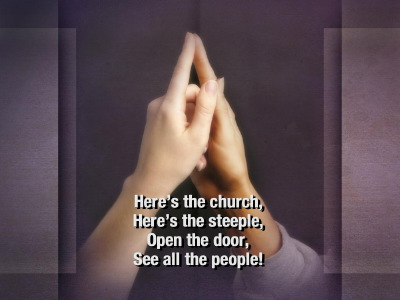 Here's the church,
Here's the steeple,
Open the door,
See all the people!